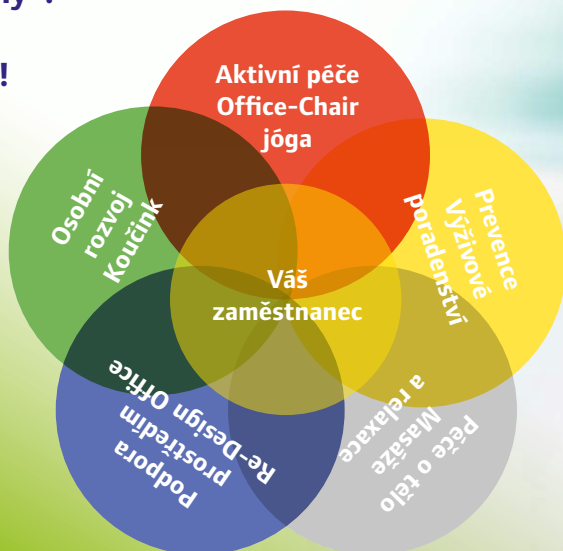 !
Aktivní péče
Office-Chair
jóga
Osobní
rozvoj
Koučink
Prevence
Výživové
poradenství
Váš
zaměstnanec
Podpora
prostředím
Re-Design Office
Péče o tělo
Masáže
a relaxace